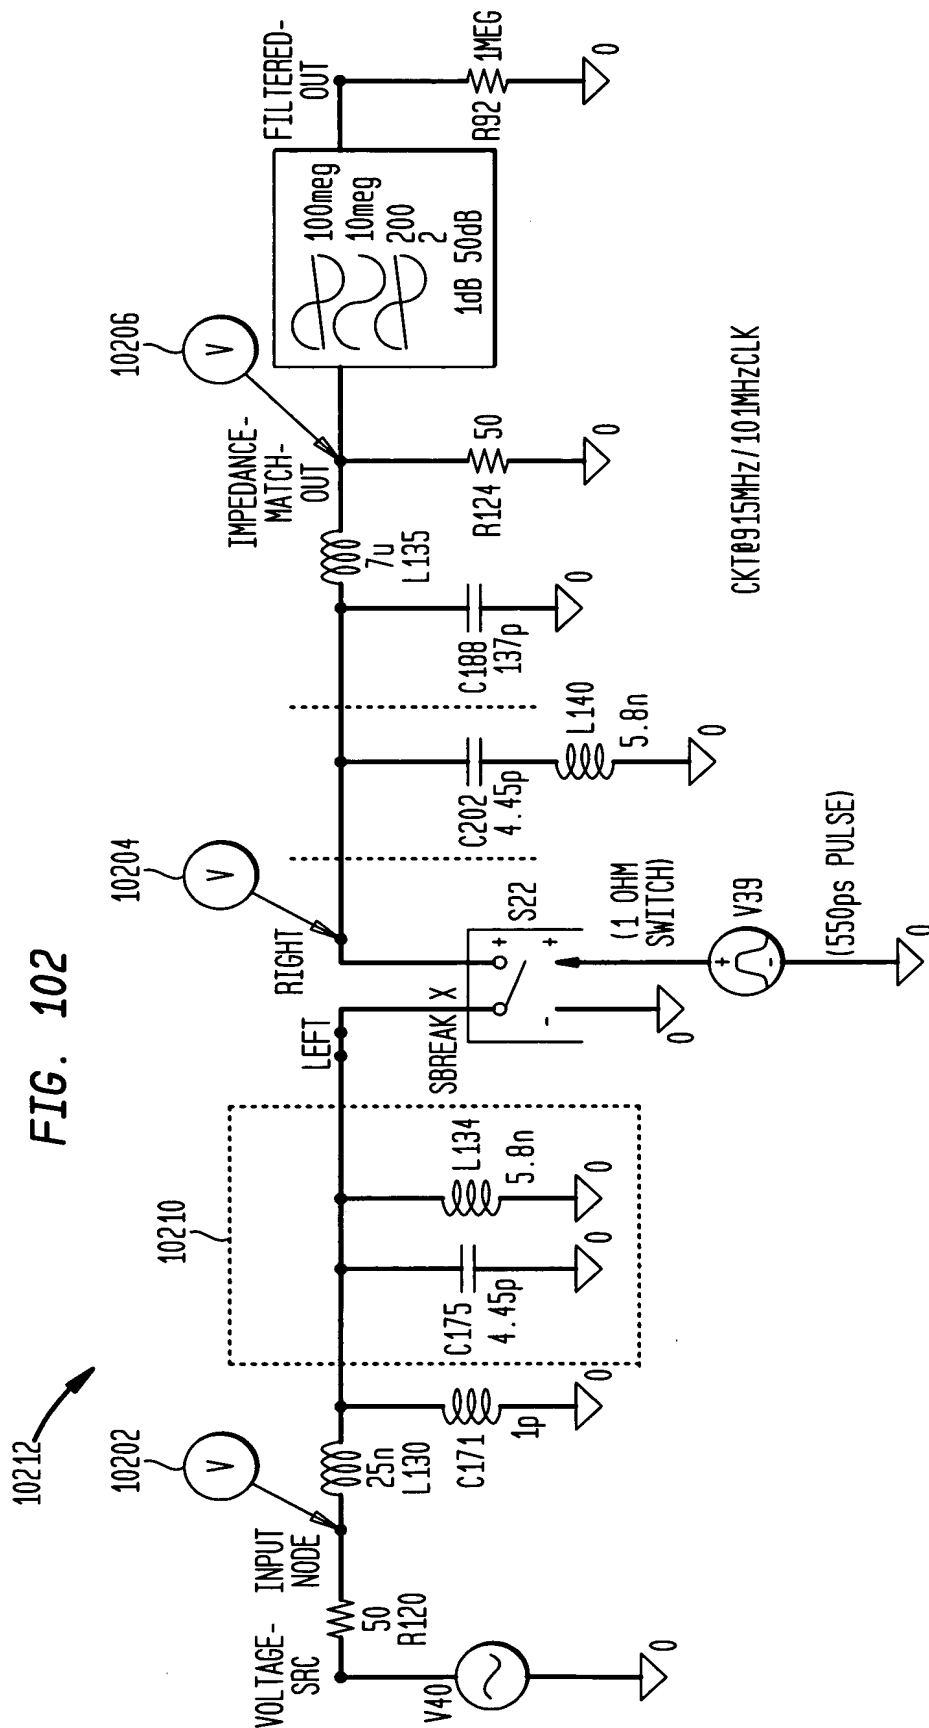 FIG. 102
10212
10202
V
10210
10204
V
10206
V
VOLTAGE-
SRC
INPUT
NODE
LEFT
RIGHT
IMPEDANCE-
MATCH-
OUT
FILTERED-
OUT
50
R120
V40
0
25n
L130
C171
1p
0
C175
4.45p
0
L134
5.8n
0
SBREAK X
S22
+
+
-
0
(1 OHM
SWITCH)
+
-
V39
(550ps PULSE)
0
C202
4.45p
L140
5.8n
0
C188
137p
0
7u
L135
R124
50
0
100meg
10meg
200
2
1dB 50dB
R92
1MEG
0
CKT@915MHz/101MHzCLK